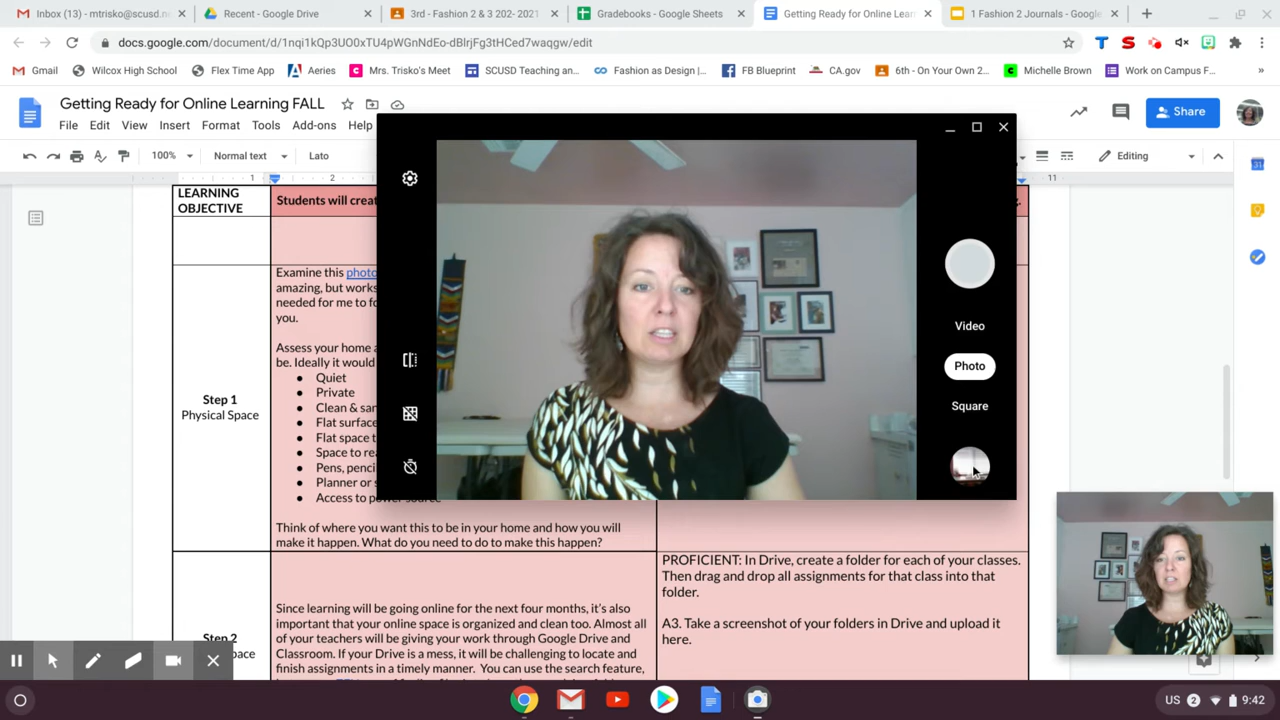 Inbox (13) - mtrisko@scusd.ne
Recent - Google Drive
3rd - Fashion 2 & 3 202- 2021
Gradebooks - Google Sheets
Getting Ready for Online Learn
1 Fashion 2 Journals - Google
docs.google.com/document/d/1nqi1kQp3UO0xTU4pWGnNdEo-dBlrjFg3tHCed7waqgw/edit
Gmail
Wilcox High School
Flex Time App
Aeries
Mrs. Trisko's Meet
SCUSD Teaching an...
Fashion as Design |...
FB Blueprint
CA.gov
6th - On Your Own 2...
Michelle Brown
Work on Campus F...
»
Getting Ready for Online Learning FALL
File Edit View Insert Format Tools Add-ons Help
Share
100%
Normal text
Lato
Editing
1
2
11
LEARNING
OBJECTIVE
Students will creat
Examine this photo
amazing, but works
needed for me to fo
you.
Assess your home a
be. Ideally it would
● Quiet
● Private
● Clean & san
● Flat surface
● Flat space t
● Space to rea
● Pens, penci
● Planner or s
● Access to power source
Step 1
Physical Space
Think of where you want this to be in your home and how you will
make it happen. What do you need to do to make this happen?
Video
Photo
Square
PROFICIENT: In Drive, create a folder for each of your classes.
Then drag and drop all assignments for that class into that
folder.
A3. Take a screenshot of your folders in Drive and upload it
here.
Step 2
pace
Since learning will be going online for the next four months, it's also
important that your online space is organized and clean too. Almost all
of your teachers will be giving your work through Google Drive and
Classroom. If your Drive is a mess, it will be challenging to locate and
finish assignments in a timely manner. You can use the search feature,
US
2
9:42
31